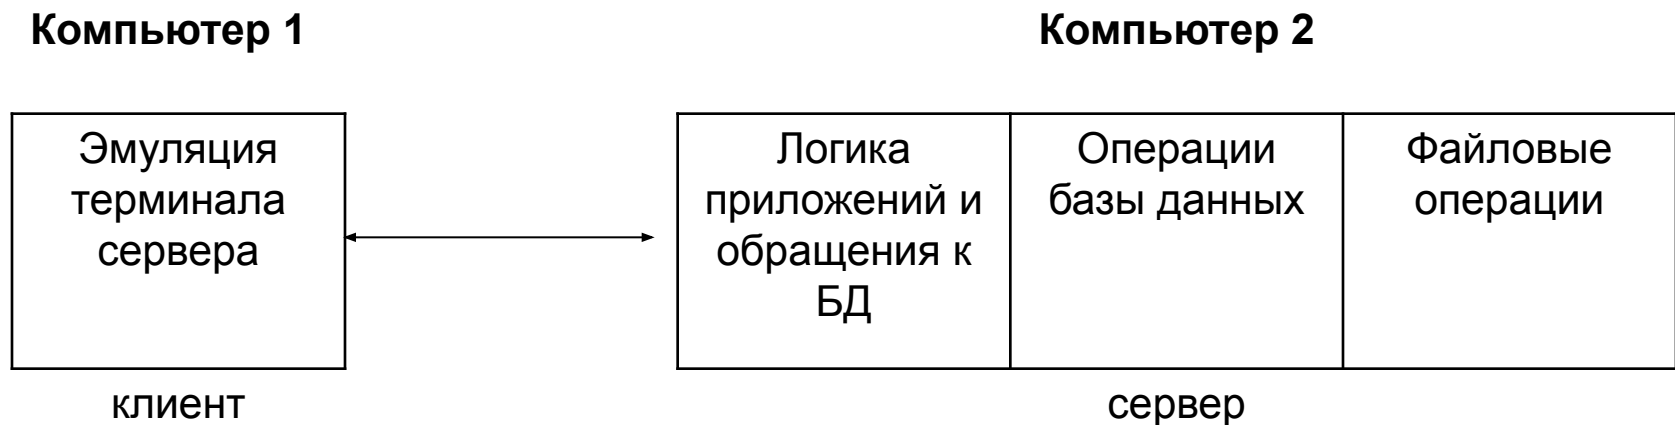 Компьютер 1
Компьютер 2
Эмуляция
терминала
сервера
Логика
приложений и
обращения к
БД
Операции
базы данных
Файловые
операции
клиент
сервер